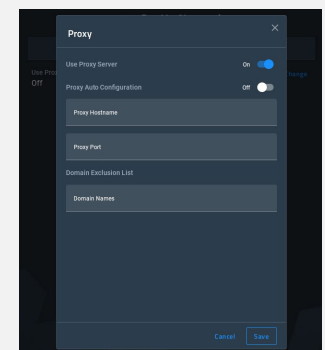 Proxy
Use Proxy Server On
Use Pro
Off
Proxy Auto Configuration Off
Proxy Hostname
Proxy Port
Domain Exclusion List
Domain Names
Cancel Save